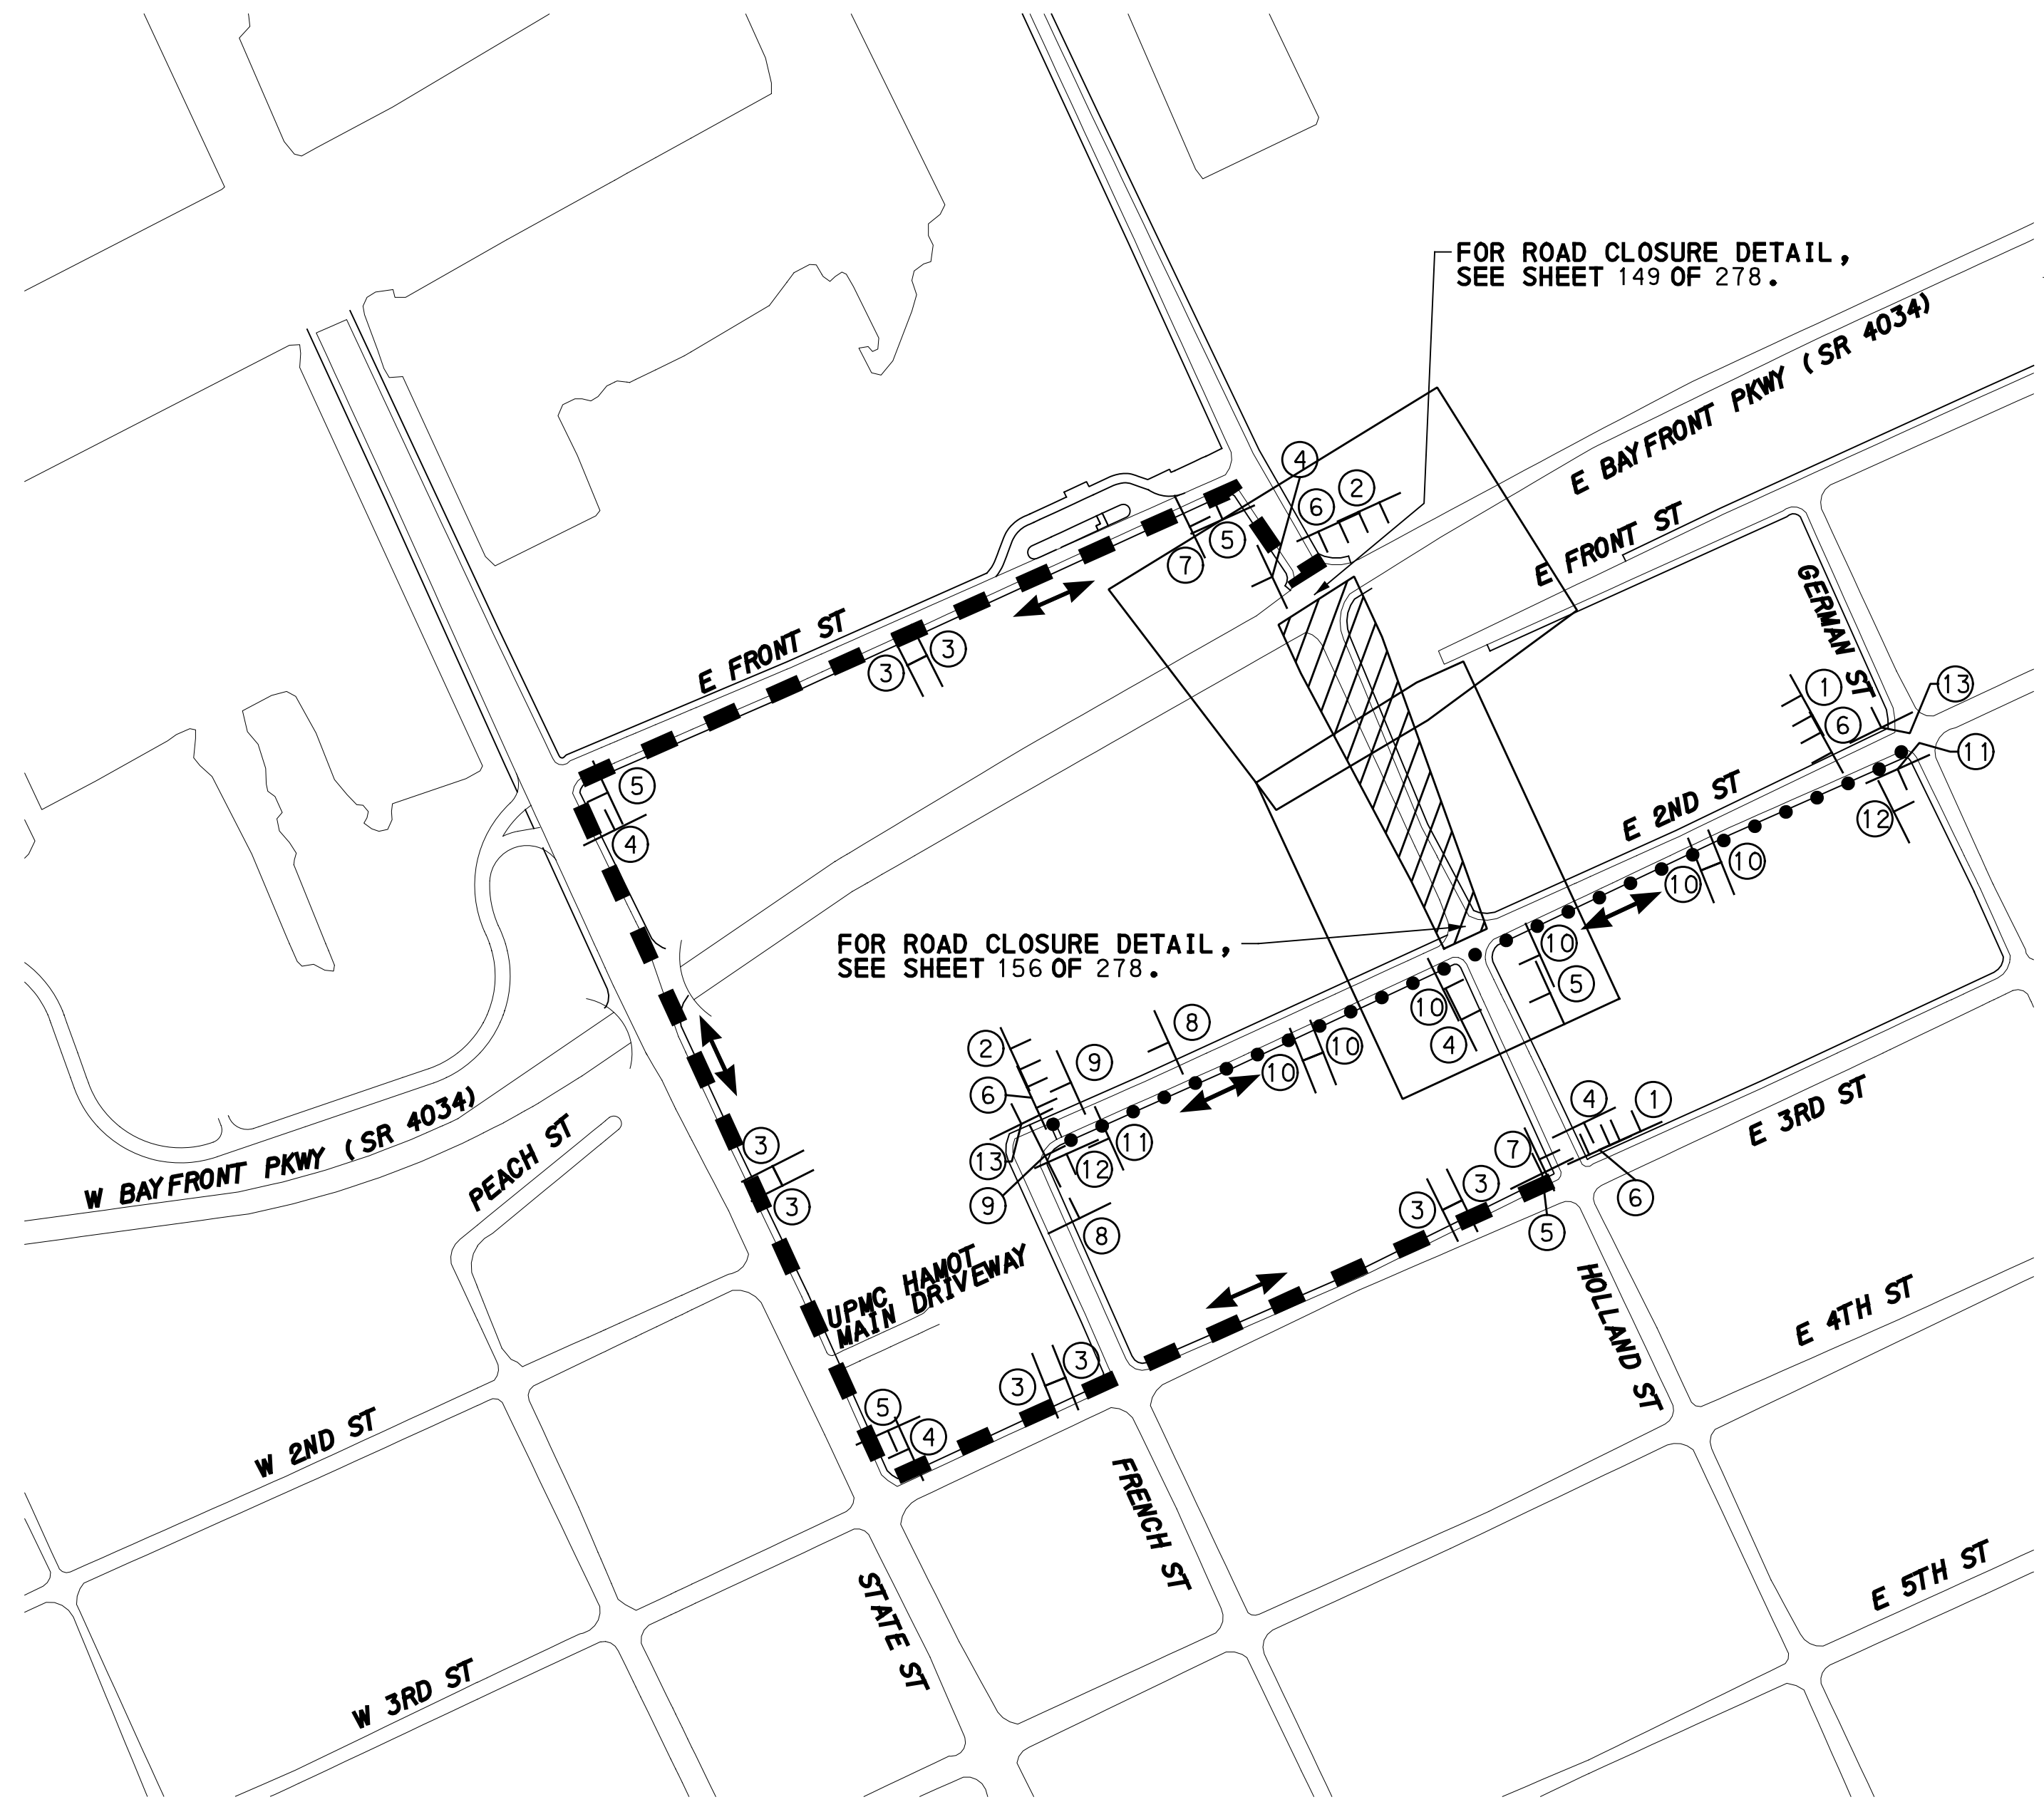 FOR ROAD CLOSURE DETAIL,
SEE SHEET 149 OF 278.
E BAYFRONT PKWY (SR 4034)
4
2
6
5
7
E FRONT ST
E FRONT ST
GERMAN ST
3
3
1
13
6
11
5
4
E 2ND ST
12
10
10
FOR ROAD CLOSURE DETAIL,
SEE SHEET 156 OF 278.
10
5
10
4
8
2
9
10
10
6
W BAYFRONT PKWY (SR 4034)
PEACH ST
3
3
13
11
12
9
8
4
1
E 3RD ST
7
6
3
3
5
UPMC HAMOT
MAIN DRIVEWAY
HOLLAND ST
E 4TH ST
3
3
5
4
W 2ND ST
FRENCH ST
STATE ST
E 5TH ST
W 3RD ST